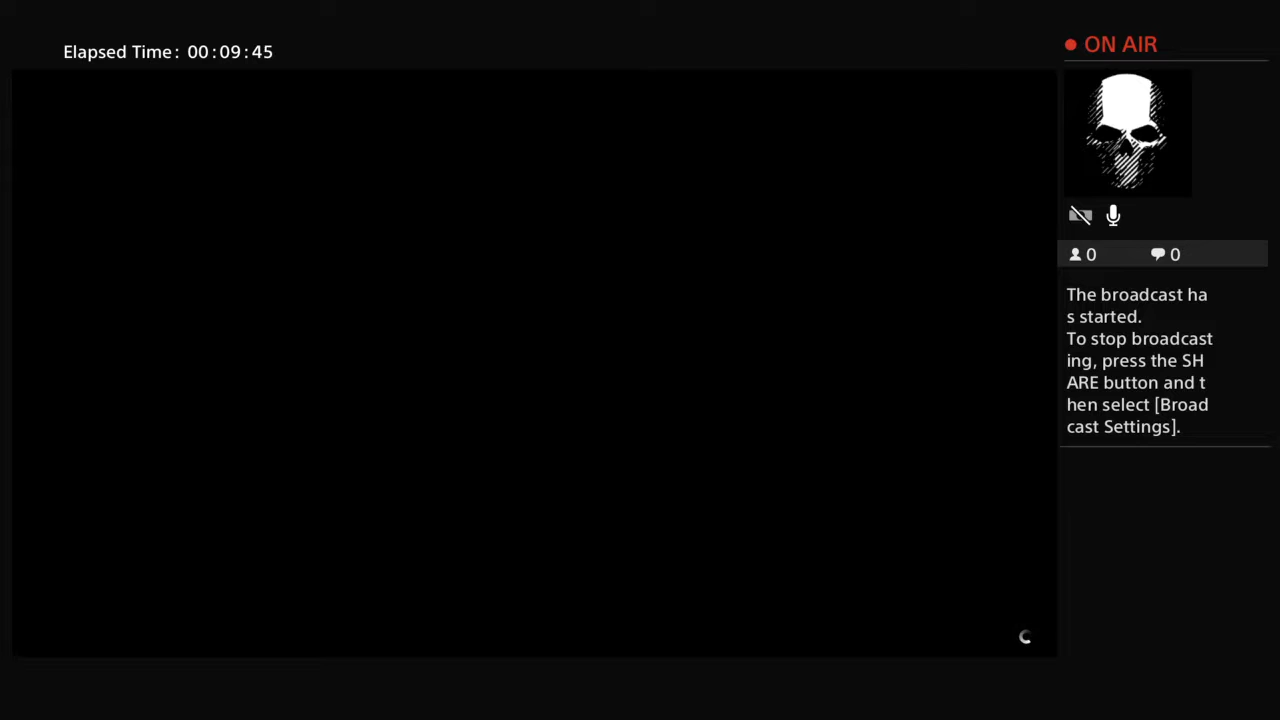 Elapsed Time: 00:09:45
ON AIR
0
0
The broadcast ha
s started.
To stop broadcast
ing, press the SH
ARE button and t
hen select [Broad
cast Settings].